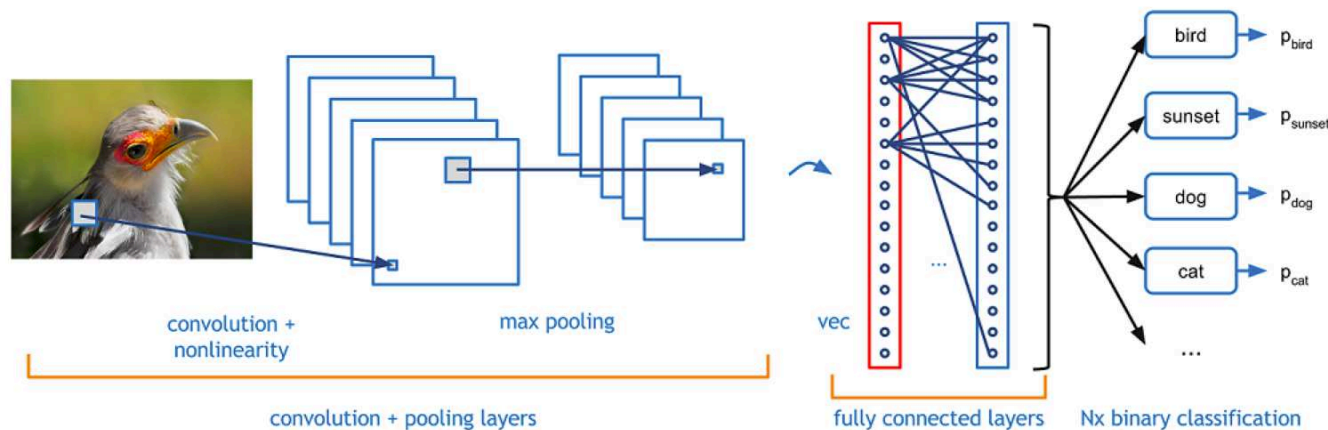 bird
p_bird
sunset
p_sunset
dog
p_dog
cat
p_cat
...
...
convolution +
nonlinearity
max pooling
vec
convolution + pooling layers
fully connected layers
Nx binary classification